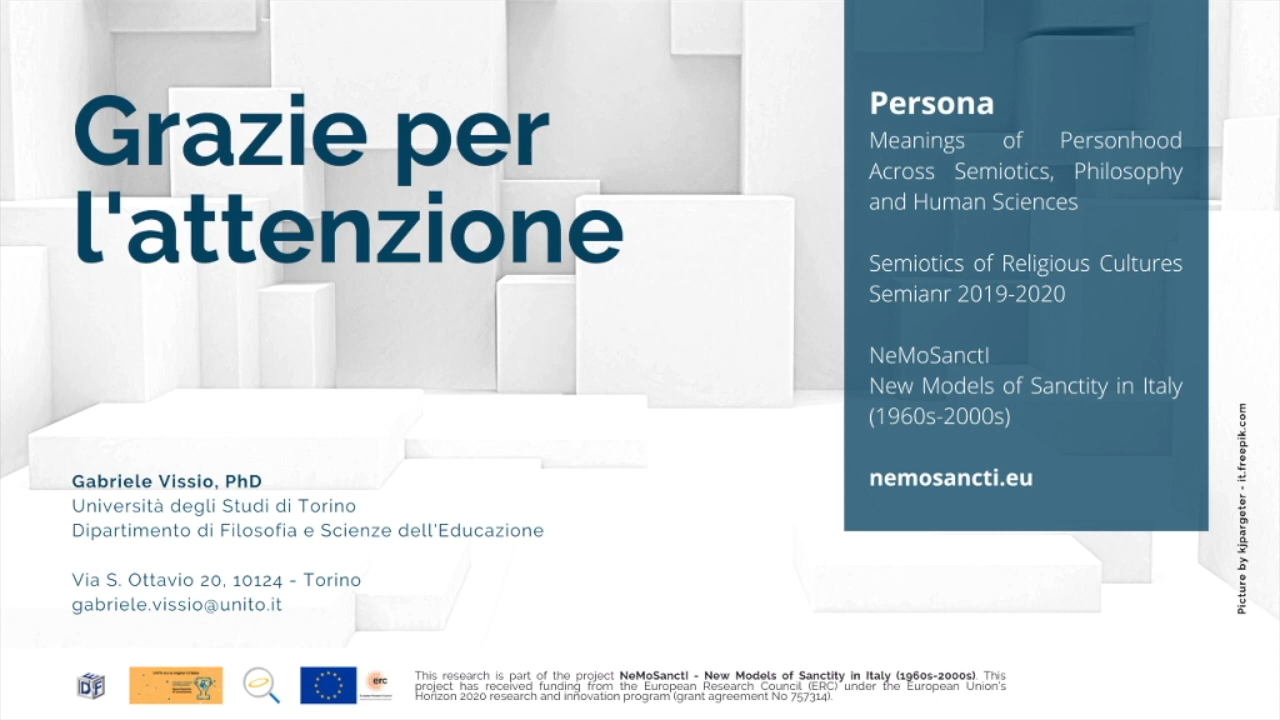 Grazie per
l'attenzione
Gabriele Vissio, PhD
Università degli Studi di Torino
Dipartimento di Filosofia e Scienze dell'Educazione
Via S. Ottavio 20, 10124 - Torino
gabriele.vissio@unito.it
Persona
Meanings of Personhood
Across Semiotics, Philosophy
and Human Sciences
Semiotics of Religious Cultures
Semianr 2019-2020
NeMoSanctI
New Models of Sanctity in Italy
(1960s-2000s)
nemosancti.eu
Picture by kjpargeter - it.freepik.com
erc
This research is part of the project NeMoSanctI - New Models of Sanctity in Italy (1960s-2000s). This
project has received funding from the European Research Council (ERC) under the European Union's
Horizon 2020 research and innovation program (grant agreement No 757314).